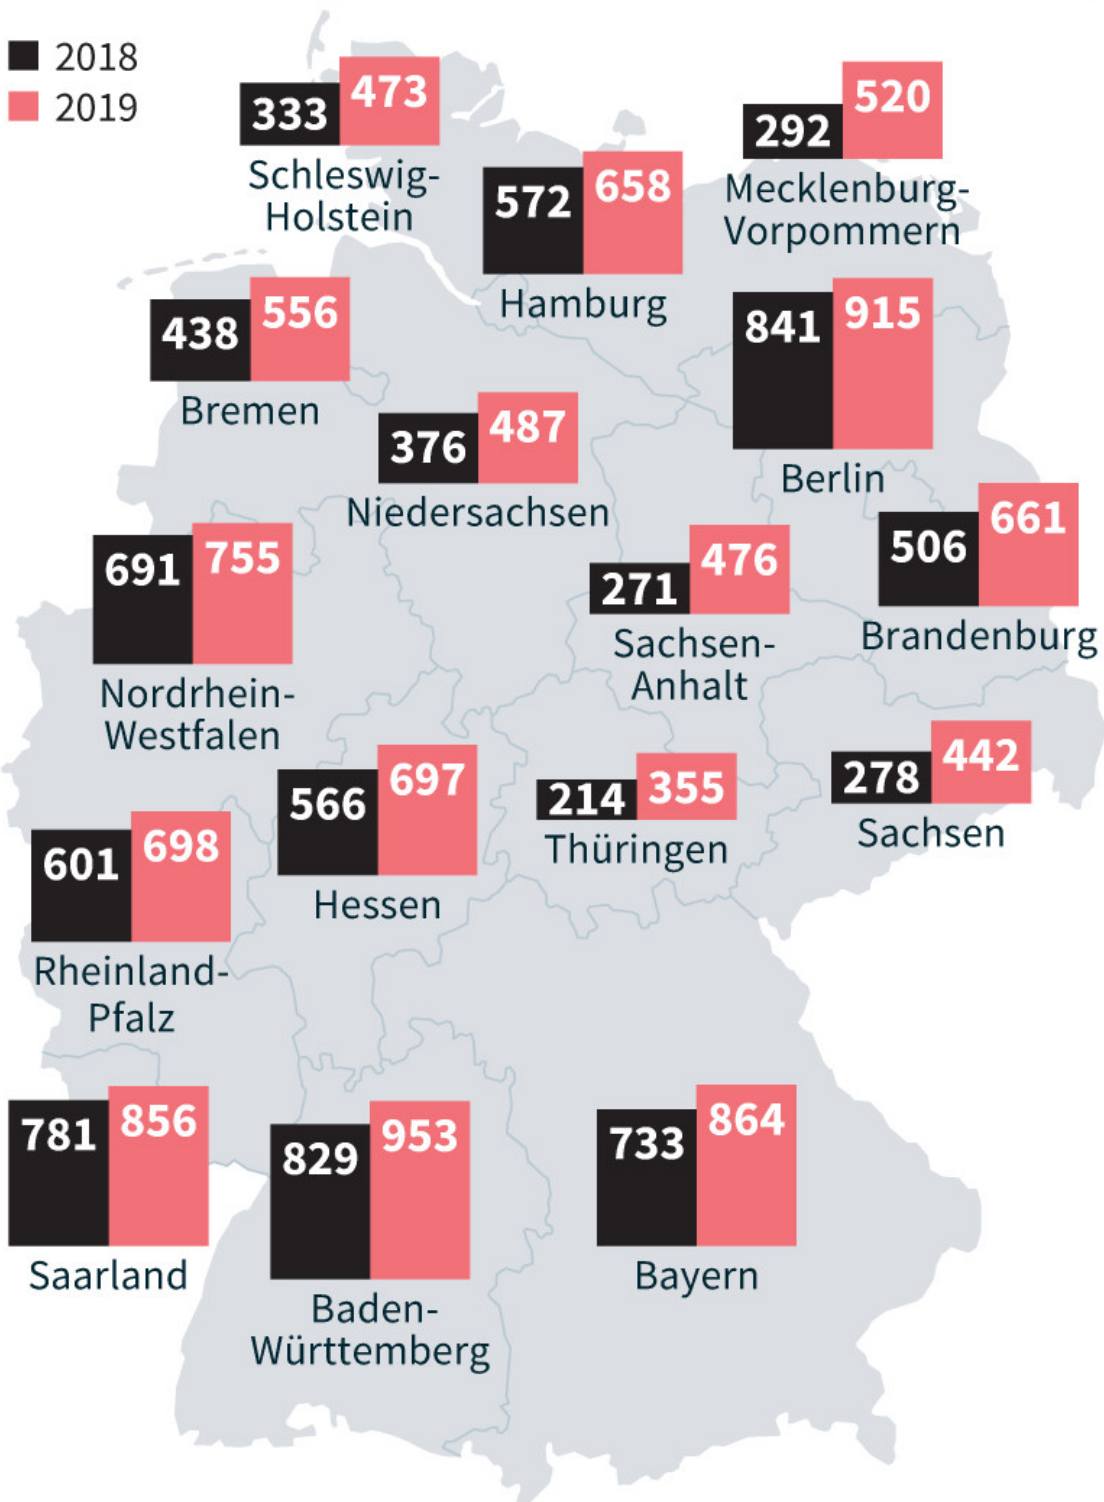 2018
2019
333 473
Schleswig-
Holstein
292 520
Mecklenburg-
Vorpommern
572 658
Hamburg
438 556
Bremen
841 915
Berlin
376 487
Niedersachsen
506 661
Brandenburg
691 755
Nordrhein-
Westfalen
271 476
Sachsen-
Anhalt
278 442
Sachsen
566 697
Hessen
214 355
Thüringen
601 698
Rheinland-
Pfalz
781 856
Saarland
829 953
Baden-
Württemberg
733 864
Bayern